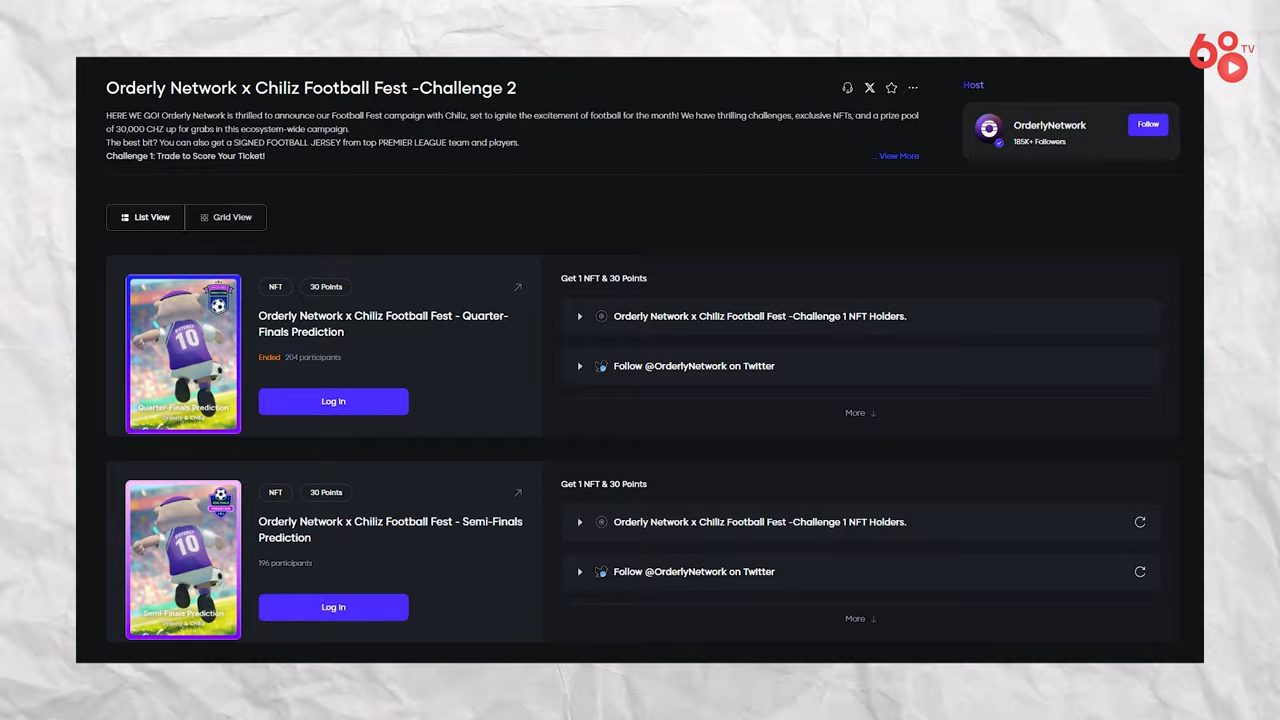 68 TV
Orderly Network x Chiliz Football Fest -Challenge 2
HERE WE GO! Orderly Network is thrilled to announce our Football Fest campaign with Chiliz, set to ignite the excitement of football for the month! We have thrilling challenges, exclusive NFTs, and a prize pool
of 30,000 CHZ up for grabs in this ecosystem-wide campaign.
The best bit? You can also get a SIGNED FOOTBALL JERSEY from top PREMIER LEAGUE team and players.
Challenge 1: Trade to Score Your Ticket!
... View More
Host
OrderlyNetwork
185K+ Followers
Follow
List View
Grid View
10
Quarter-Finals Prediction
Orderly & Chiliz
NFT
30 Points
Orderly Network x Chiliz Football Fest - Quarter-
Finals Prediction
Ended 204 participants
Log In
Get 1 NFT & 30 Points
Orderly Network x Chiliz Football Fest -Challenge 1 NFT Holders.
Follow @OrderlyNetwork on Twitter
More
10
Semi-Finals Prediction
Orderly & Chiliz
NFT
30 Points
Orderly Network x Chiliz Football Fest - Semi-Finals
Prediction
196 participants
Log In
Get 1 NFT & 30 Points
Orderly Network x Chiliz Football Fest -Challenge 1 NFT Holders.
Follow @OrderlyNetwork on Twitter
More